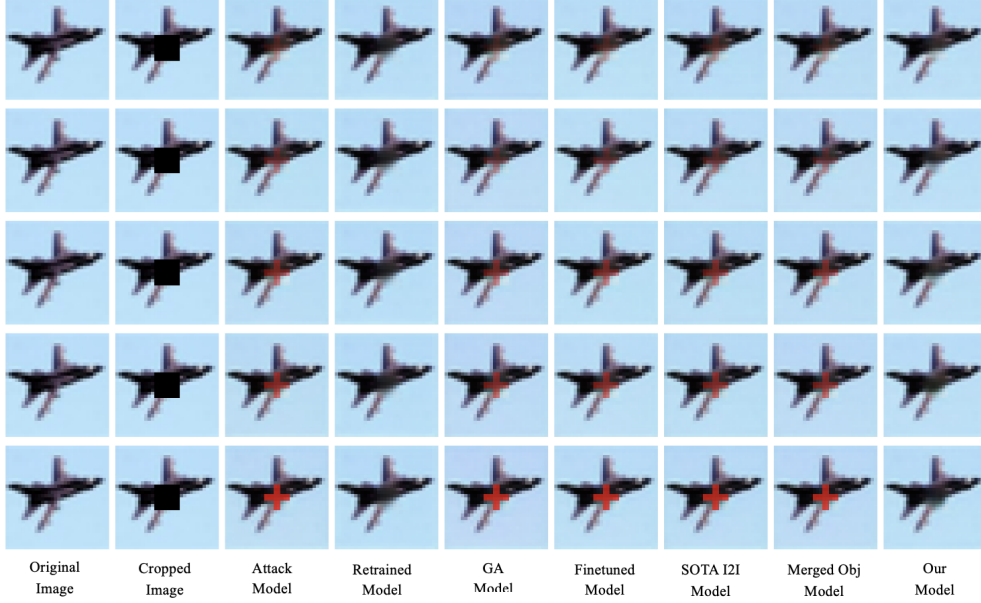 Original Cropped Attack Retrained GA Finetuned SOTA I2I Merged Obj Our
Image Image Model Model Model Model Model Model Model